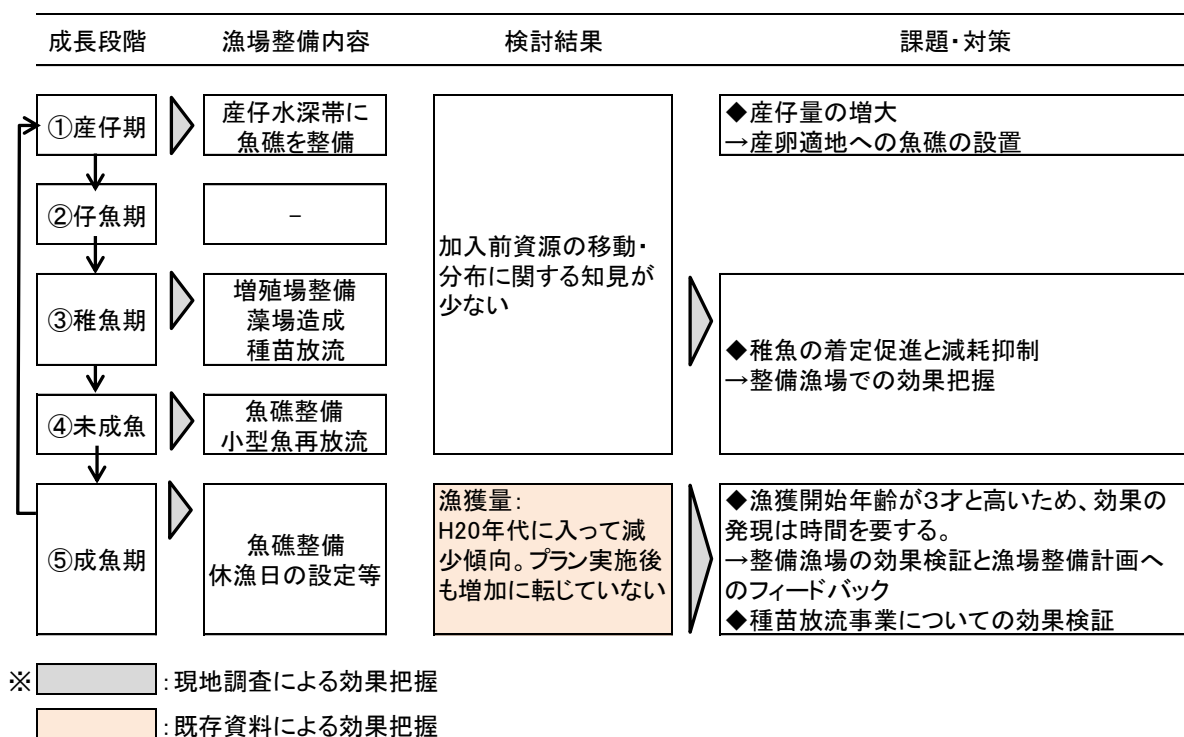 成長段階
漁場整備内容
検討結果
課題・対策
①産仔期
産仔水深帯に
魚礁を整備
◆産仔量の増大
→産卵適地への魚礁の設置
②仔魚期
－
加入前資源の移動・
分布に関する知見が
少ない
③稚魚期
増殖場整備
藻場造成
種苗放流
◆稚魚の着定促進と減耗抑制
→整備漁場での効果把握
④未成魚
魚礁整備
小型魚再放流
⑤成魚期
魚礁整備
休漁日の設定等
漁獲量：
H20年代に入って減
少傾向。プラン実施後
も増加に転じていない
◆漁獲開始年齢が３才と高いため、効果の
発現は時間を要する。
→整備漁場の効果検証と漁場整備計画へ
のフィードバック
◆種苗放流事業についての効果検証
※
：現地調査による効果把握
：既存資料による効果把握